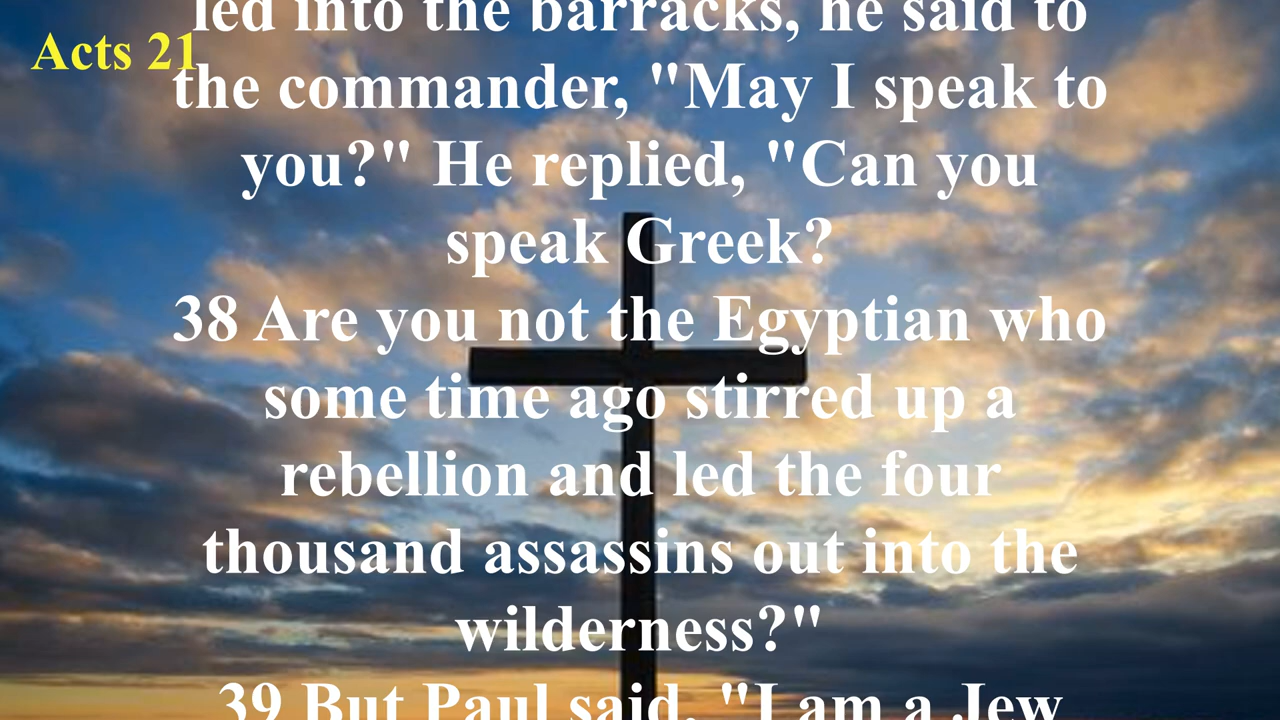 led into the barracks, he said to
Acts 21
the commander, "May I speak to
you?" He replied, "Can you
speak Greek?
38 Are you not the Egyptian who
some time ago stirred up a
rebellion and led the four
thousand assassins out into the
wilderness?"
39 But Paul said, "I am a Jew